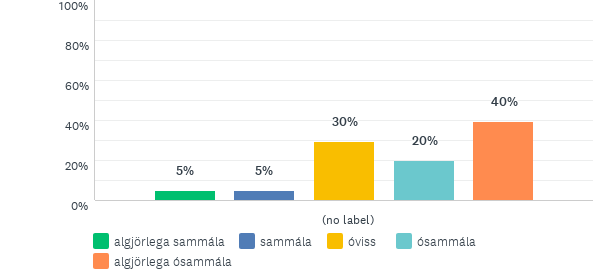 100%
80%
60%
40%
20%
0%
5%
5%
30%
20%
40%
(no label)
algjörlega sammála
sammála
óviss
ósammála
algjörlega ósammála